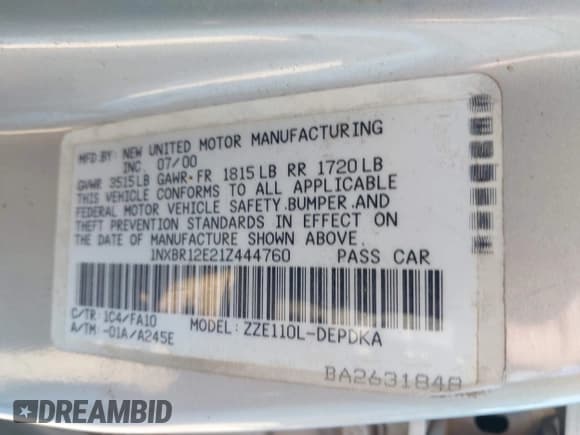 MFD.BY: NEW UNITED MOTOR MANUFACTURING
INC. 07/00
GVWR 3515LB GAWR: FR 1815LB RR 1720LB
THIS VEHICLE CONFORMS TO ALL APPLICABLE
FEDERAL MOTOR VEHICLE SAFETY,BUMPER,AND
THEFT PREVENTION STANDARDS IN EFFECT ON
THE DATE OF MANUFACTURE SHOWN ABOVE.
1NXBR12E21Z444760 PASS CAR
C/TR: 1C4/FA10
A/TM: -01A/A245E MODEL: ZZE110L-DEPDKA
BA2631848
DREAMBID